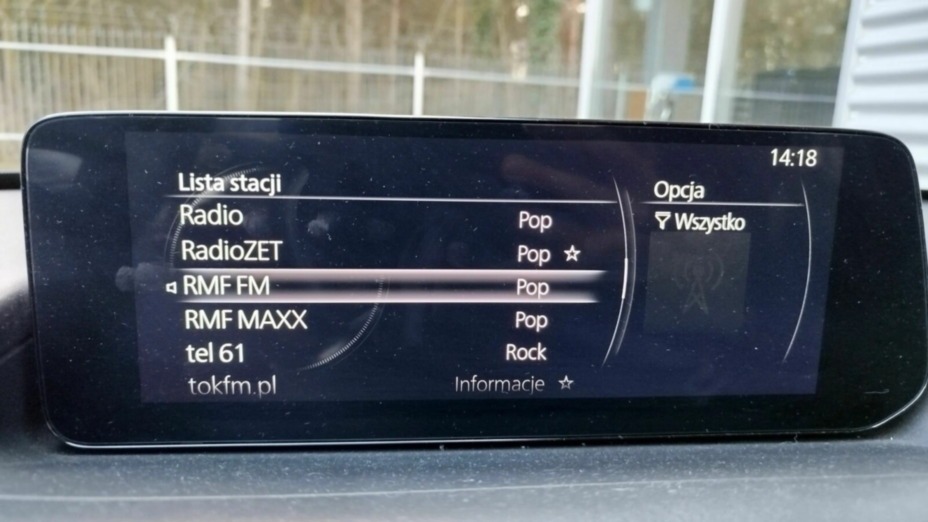 14:18
Lista stacji
Opcja
Radio Pop
Wszystko
RadioZET Pop
RMF FM Pop
RMF MAXX Pop
tel 61 Rock
tokfm.pl Informacje